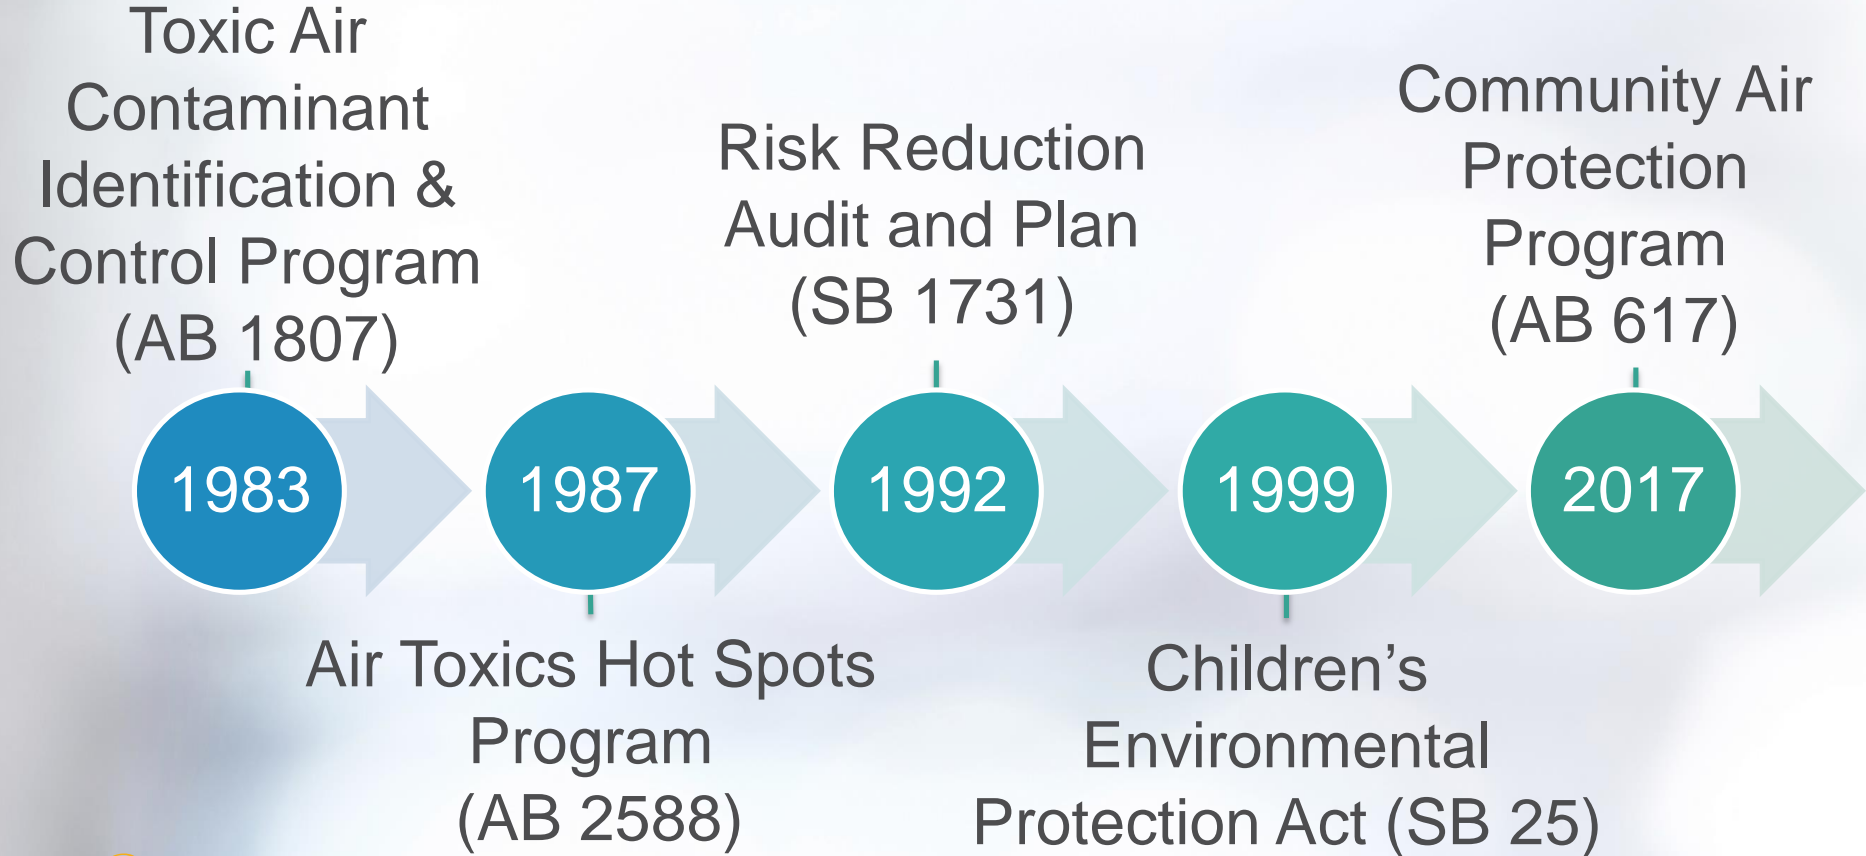 Toxic Air
Contaminant
Identification &
Control Program
(AB 1807)
Risk Reduction
Audit and Plan
(SB 1731)
Community Air
Protection
Program
(AB 617)
1983
1987
1992
1999
2017
Air Toxics Hot Spots
Program
(AB 2588)
Children’s
Environmental
Protection Act (SB 25)